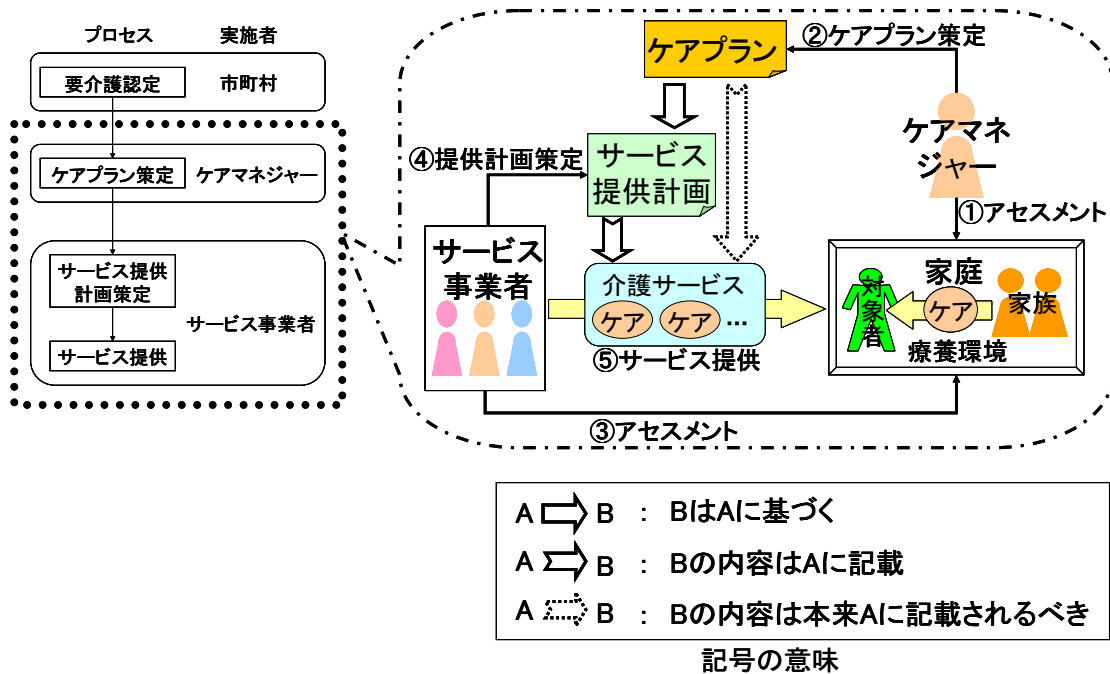 プロセス 実施者
要介護認定 市町村
ケアプラン策定 ケアマネジャー
サービス提供
計画策定
サービス事業者
サービス提供
ケアプラン
②ケアプラン策定
ケアマネ
ジャー
④提供計画策定
サービス
提供計画
①アセスメント
サービス
事業者
介護サービス
ケア ケア …
⑤サービス提供
家庭
対象者
ケア
家族
療養環境
③アセスメント
A B : BはAに基づく
A B : Bの内容はAに記載
A B : Bの内容は本来Aに記載されるべき
記号の意味